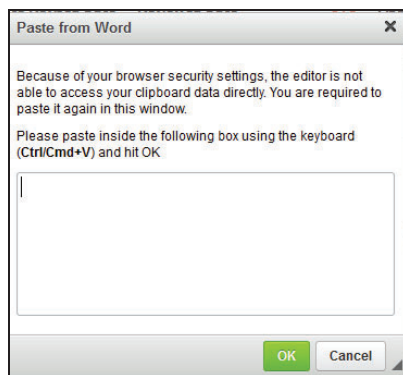 Paste from Word
Because of your browser security settings, the editor is not
able to access your clipboard data directly. You are required to
paste it again in this window.
Please paste inside the following box using the keyboard
(Ctrl/Cmd+V) and hit OK
OK Cancel